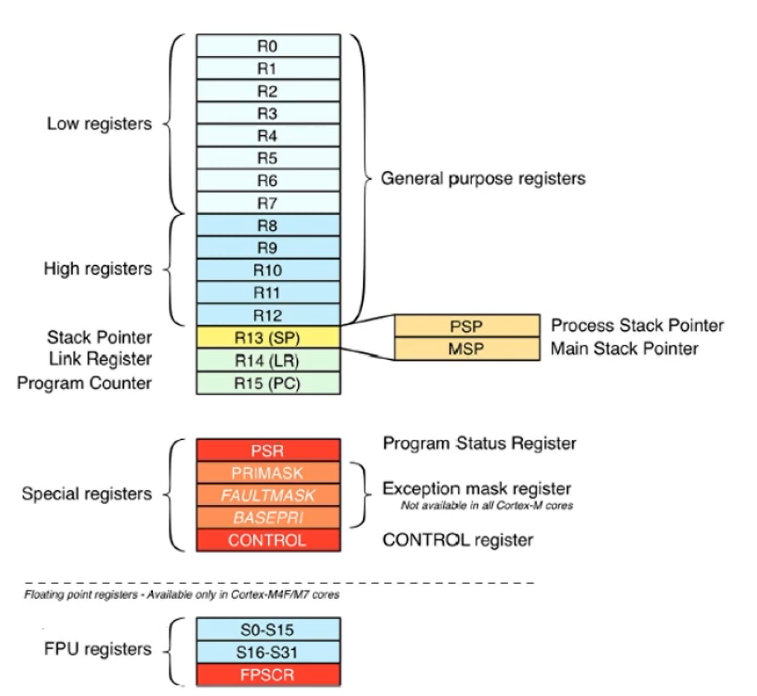 R0
R1
R2
Low registers
R3
R4
R5
R6
General purpose registers
R7
R8
R9
High registers
R10
R11
R12
PSP
Process Stack Pointer
Stack Pointer
R13 (SP)
MSP
Main Stack Pointer
Link Register
R14 (LR)
Program Counter
R15 (PC)
PSR
Program Status Register
PRIMASK
Special registers
FAULTMASK
Exception mask register
Not available in all Cortex-M cores
BASEPRI
CONTROL
CONTROL register
Floating point registers - Available only in Cortex-M4F/M7 cores
S0-S15
FPU registers
S16-S31
FPSCR